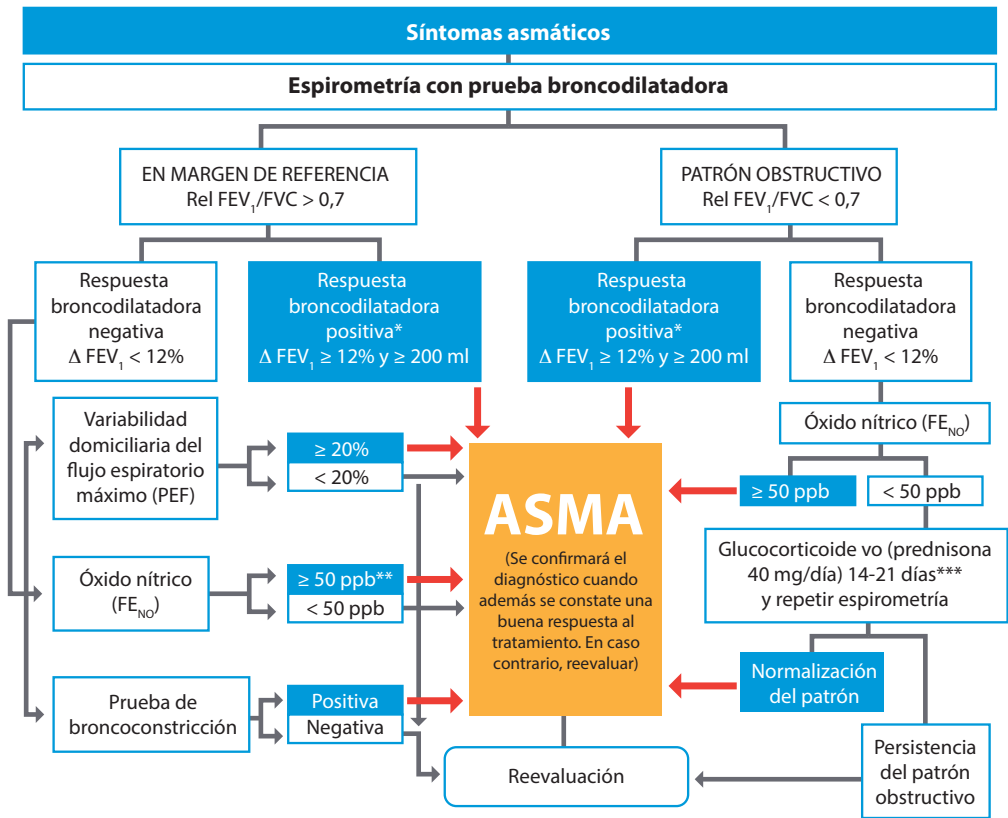 Síntomas asmáticos
Espirometría con prueba broncodilatadora
EN MARGEN DE REFERENCIA
Rel FEV₁/FVC > 0,7
PATRÓN OBSTRUCTIVO
Rel FEV₁/FVC < 0,7
Respuesta
broncodilatadora
negativa
Δ FEV₁ < 12%
Respuesta
broncodilatadora
positiva*
Δ FEV₁ ≥ 12% y ≥ 200 ml
Respuesta
broncodilatadora
positiva*
Δ FEV₁ ≥ 12% y ≥ 200 ml
Respuesta
broncodilatadora
negativa
Δ FEV₁ < 12%
Variabilidad
domiciliaria del
flujo espiratorio
máximo (PEF)
≥ 20%
< 20%
Óxido nítrico
(FE_NO)
≥ 50 ppb**
< 50 ppb
Prueba de
broncoconstricción
Positiva
Negativa
ASMA
(Se confirmará el
diagnóstico cuando
además se constate una
buena respuesta al
tratamiento. En caso
contrario, reevaluar)
Reevaluación
Óxido nítrico (FE_NO)
≥ 50 ppb
< 50 ppb
Glucocorticoide vo (prednisona
40 mg/día) 14-21 días***
y repetir espirometría
Normalización
del patrón
Persistencia
del patrón
obstructivo